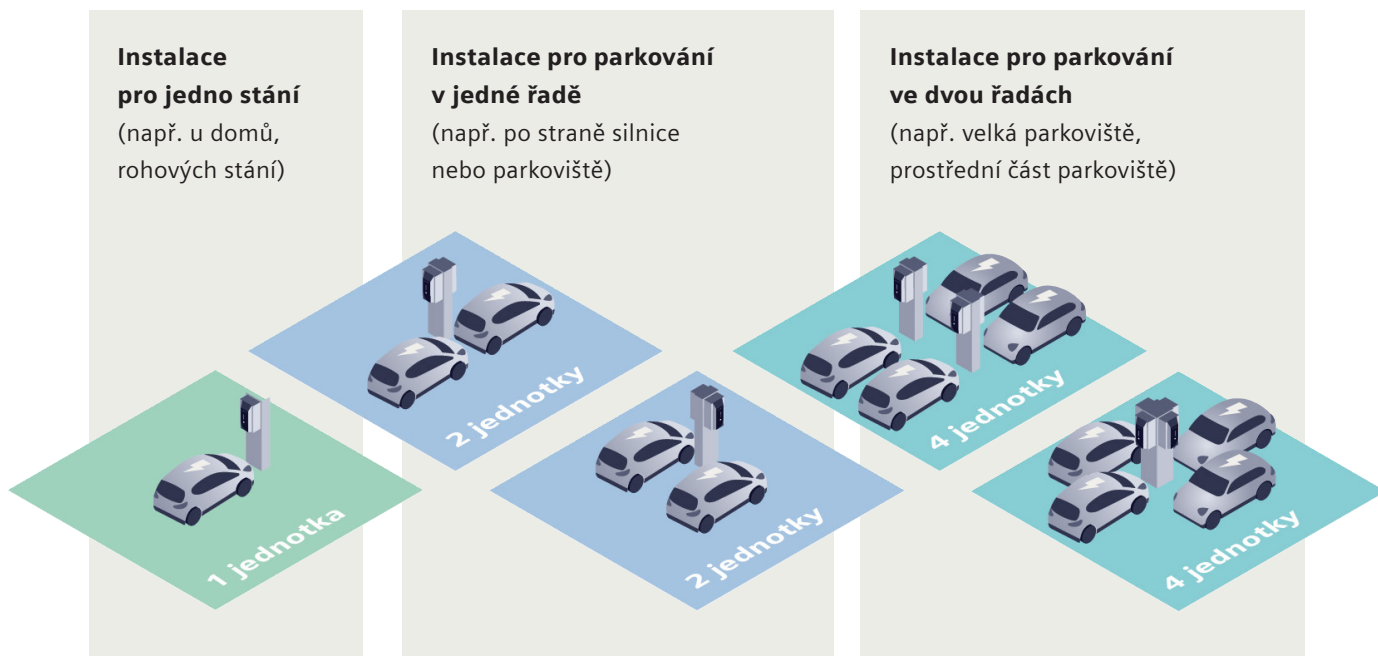 Instalace
pro jedno stání
(např. u domů,
rohových stání)
Instalace pro parkování
v jedné řadě
(např. po straně silnice
nebo parkoviště)
Instalace pro parkování
ve dvou řadách
(např. velká parkoviště,
prostřední část parkoviště)
1 jednotka
2 jednotky
2 jednotky
4 jednotky
4 jednotky